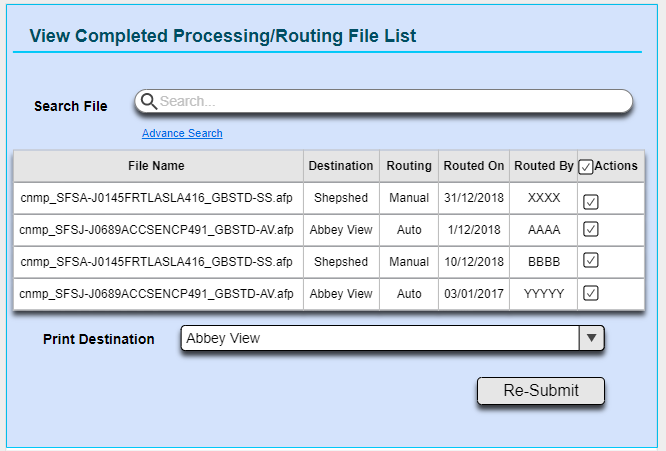 View Completed Processing/Routing File List
Search File Search...
Advance Search
File Name Destination Routing Routed On Routed By Actions
cnmp_SFSA-J0145FRTLASLA416_GBSTD-SS.afp Shepshed Manual 31/12/2018 XXXX
cnmp_SFSJ-J0689ACCSENCP491_GBSTD-AV.afp Abbey View Auto 1/12/2018 AAAA
cnmp_SFSA-J0145FRTLASLA416_GBSTD-SS.afp Shepshed Manual 10/12/2018 BBBB
cnmp_SFSJ-J0689ACCSENCP491_GBSTD-AV.afp Abbey View Auto 03/01/2017 YYYYY
Print Destination Abbey View
Re-Submit